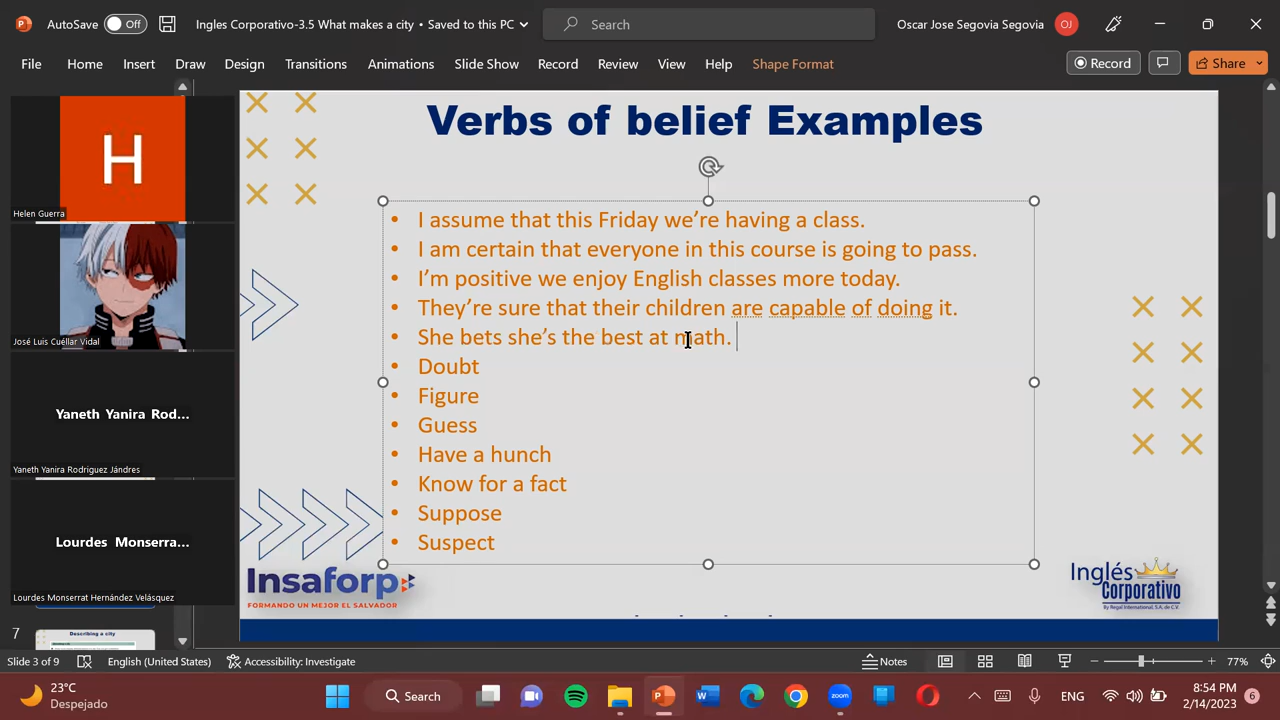 AutoSave Off Ingles Corporativo-3.5 What makes a city • Saved to this PC Search Oscar Jose Segovia Segovia OJ
File Home Insert Draw Design Transitions Animations Slide Show Record Review View Help Shape Format Record Share
Verbs of belief Examples
• I assume that this Friday we’re having a class.
• I am certain that everyone in this course is going to pass.
• I’m positive we enjoy English classes more today.
• They’re sure that their children are capable of doing it.
• She bets she’s the best at math.
• Doubt
• Figure
• Guess
• Have a hunch
• Know for a fact
• Suppose
• Suspect
Insaforp
FORMANDO UN MEJOR EL SALVADOR
Inglés
Corporativo
By Regal International, S.A. de C.V.
H
Helen Guerra
José Luis Cuéllar Vidal
Yaneth Yanira Rod...
Yaneth Yanira Rodríguez Jándres
Lourdes Monserra...
Lourdes Monserrat Hernández Velásquez
7
Describing a city
Slide 3 of 9 English (United States) Accessibility: Investigate Notes 77%
23°C
Despejado
Search
ENG
8:54 PM
2/14/2023
6